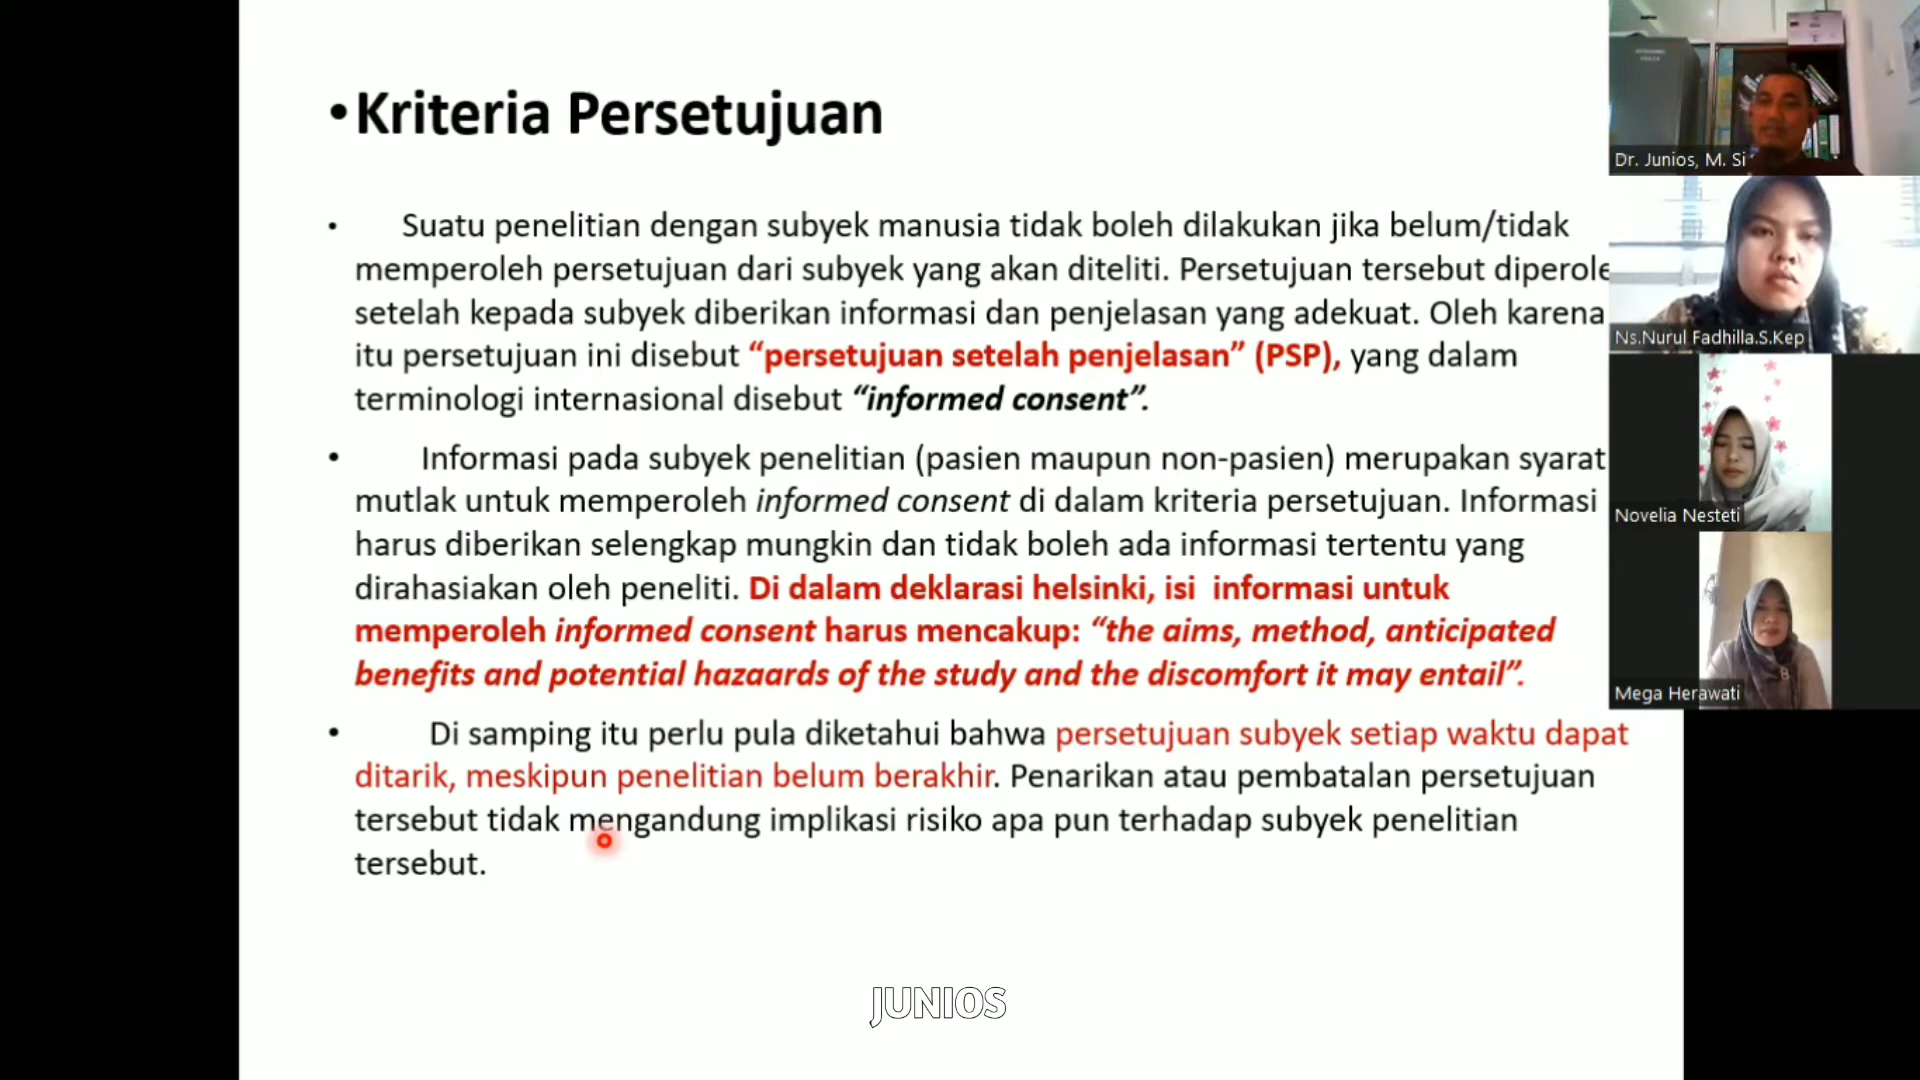 •Kriteria Persetujuan
• Suatu penelitian dengan subyek manusia tidak boleh dilakukan jika belum/tidak
memperoleh persetujuan dari subyek yang akan diteliti. Persetujuan tersebut diperole
setelah kepada subyek diberikan informasi dan penjelasan yang adekuat. Oleh karena
itu persetujuan ini disebut “persetujuan setelah penjelasan” (PSP), yang dalam
terminologi internasional disebut “informed consent”.
• Informasi pada subyek penelitian (pasien maupun non-pasien) merupakan syarat
mutlak untuk memperoleh informed consent di dalam kriteria persetujuan. Informasi
harus diberikan selengkap mungkin dan tidak boleh ada informasi tertentu yang
dirahasiakan oleh peneliti. Di dalam deklarasi helsinki, isi informasi untuk
memperoleh informed consent harus mencakup: “the aims, method, anticipated
benefits and potential hazaards of the study and the discomfort it may entail”.
• Di samping itu perlu pula diketahui bahwa persetujuan subyek setiap waktu dapat
ditarik, meskipun penelitian belum berakhir. Penarikan atau pembatalan persetujuan
tersebut tidak mengandung implikasi risiko apa pun terhadap subyek penelitian
tersebut.
JUNIOS
Dr. Junios, M. Si
Ns.Nurul Fadhilla.S.Kep
Novelia Nesteti
Mega Herawati